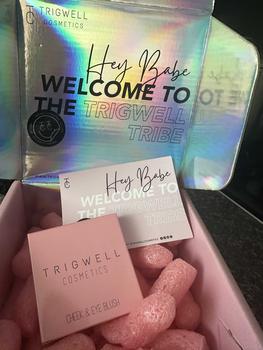 TRIGWELL
COSMETICS
Hey Babe
WELCOME TO
THE TRIGWELL
TRIBE
Hey Babe
WELCOME TO
THE TRIGWELL
TRIBE
TRIGWELL
COSMETICS
CHEEK & EYE BLUSH